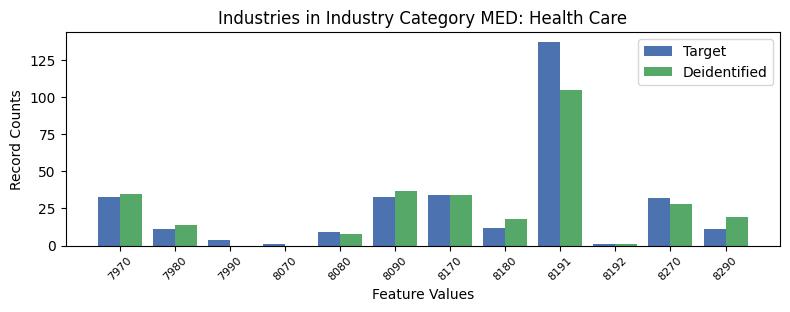 Industries in Industry Category MED: Health Care
Target
Deidentified
Record Counts
125
100
75
50
25
0
7970 7980 7990 8070 8080 8090 8170 8180 8191 8192 8270 8290
Feature Values